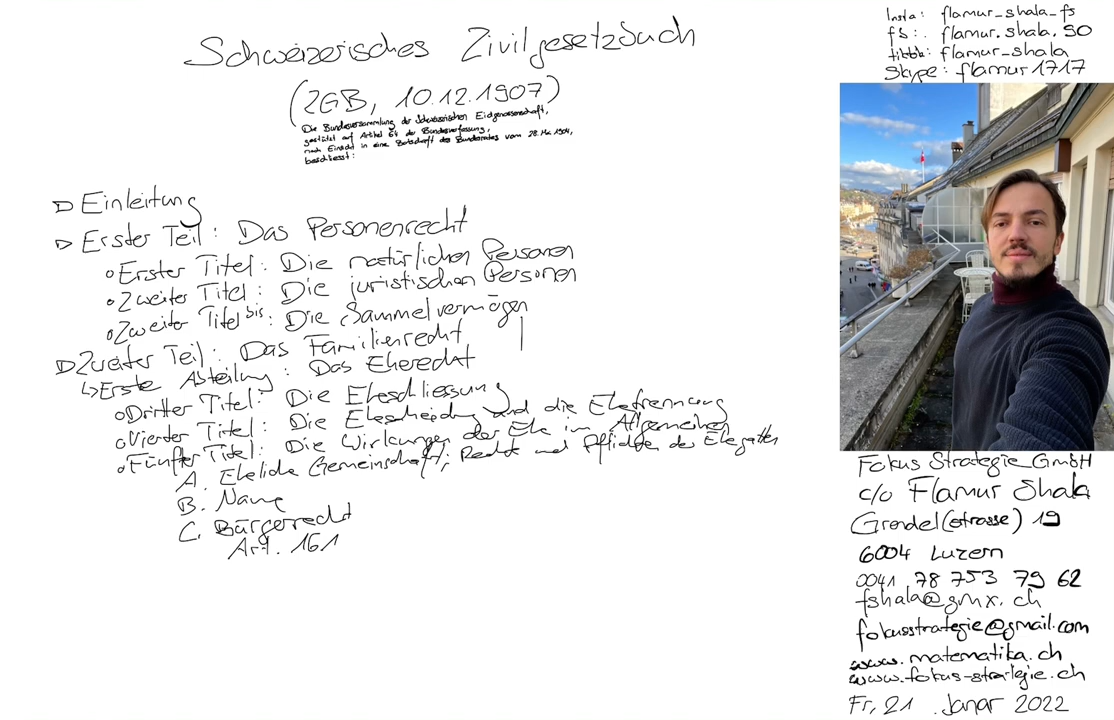 Schweizerisches Zivilgesetzbuch
(ZGB, 10.12.1907)
Die Bundesversammlung der Schweizerischen Eidgenossenschaft,
gestützt auf Artikel 64 der Bundesverfassung,
nach Einsicht in eine Botschaft des Bundesrates vom 28. Mai 1904,
beschliesst:
Einleitung
Erster Teil: Das Personenrecht
Erster Titel: Die natürlichen Personen
Zweiter Titel: Die juristischen Personen
Zweiter Titel bis: Die Sammelvermögen
Zweiter Teil: Das Familienrecht
Erste Abteilung: Das Eherecht
Dritter Titel: Die Eheschliessung
Vierter Titel: Die Ehescheidung und die Ehetrennung
Fünfter Titel: Die Wirkungen der Ehe im Allgemeinen
A. Eheliche Gemeinschaft; Rechte und Pflichten der Ehegatten
B. Name
C. Bürgerrecht
Art. 161
Insta: flamur_shala_fs
fs: flamur.shala.50
tiktok: flamur_shala
Skype: flamur1717
Fokus Strategie GmbH
c/o Flamur Shala
Grendel(strasse) 19
6004 Luzern
0041 78 753 79 62
fshala@gmx.ch
fokusstrategie@gmail.com
www.matematika.ch
www.fokus-strategie.ch
Fr, 21. Janar 2022